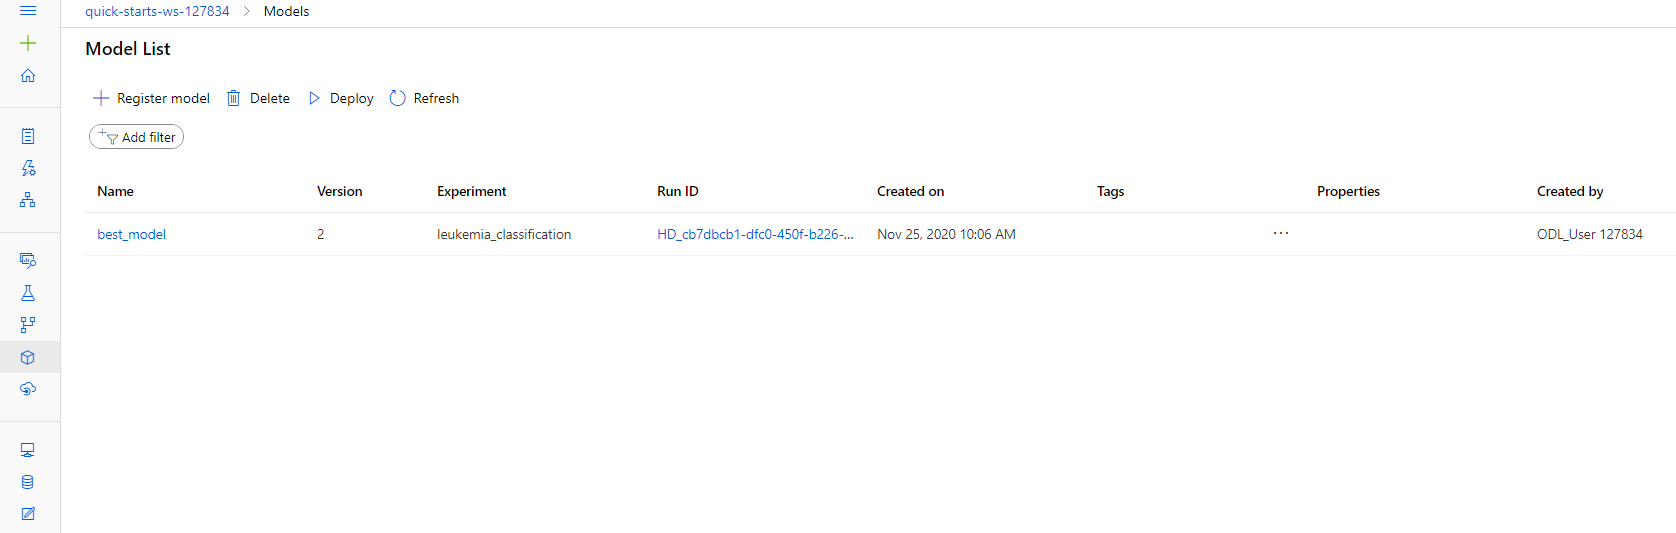 quick-starts-ws-127834 > Models
Model List
Register model Delete Deploy Refresh
Add filter
Name Version Experiment Run ID Created on Tags Properties Created by
best_model 2 leukemia_classification HD_cb7dbcb1-dfc0-450f-b226-... Nov 25, 2020 10:06 AM ... ODL_User 127834